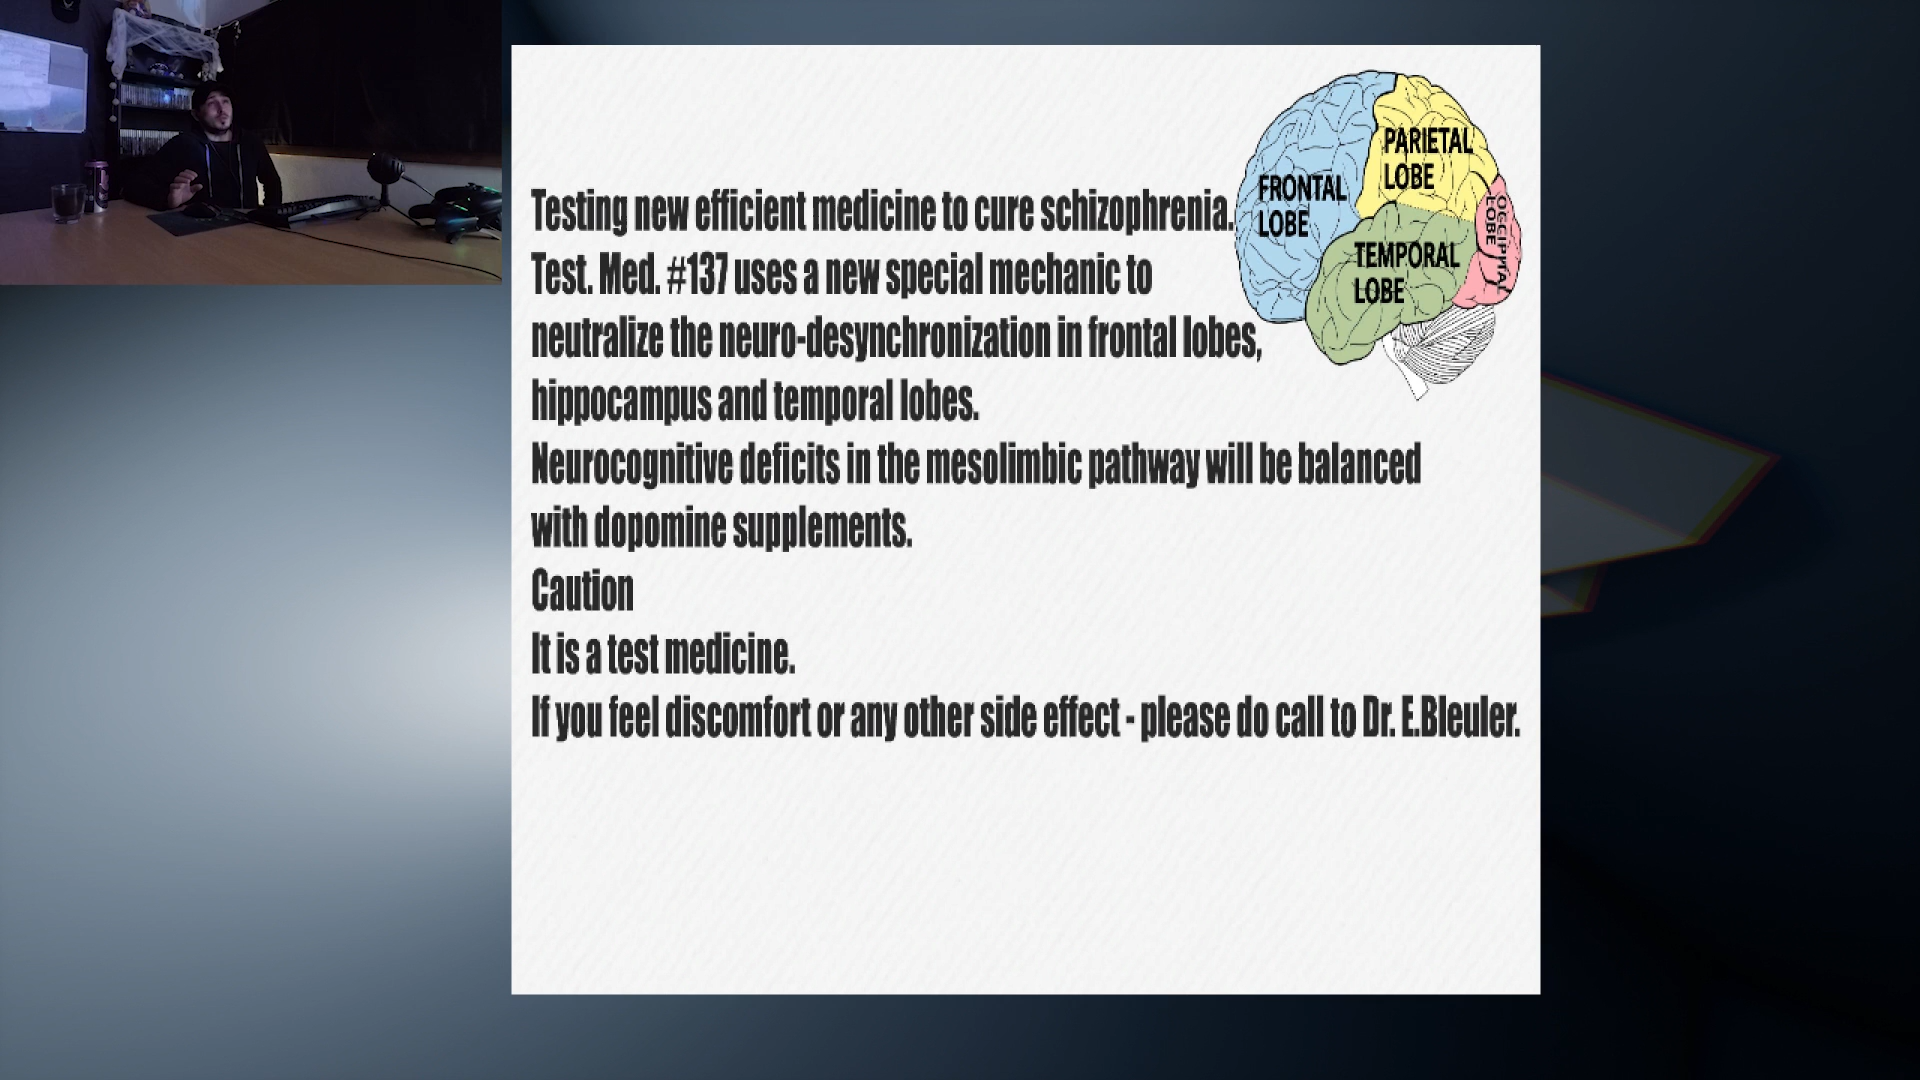 Testing new efficient medicine to cure schizophrenia.
Test. Med. #137 uses a new special mechanic to
neutralize the neuro-desynchronization in frontal lobes,
hippocampus and temporal lobes.
Neurocognitive deficits in the mesolimbic pathway will be balanced
with dopomine supplements.
Caution
It is a test medicine.
If you feel discomfort or any other side effect - please do call to Dr. E.Bleuler.
FRONTAL
LOBE
PARIETAL
LOBE
TEMPORAL
LOBE
OCCIPITAL
LOBE